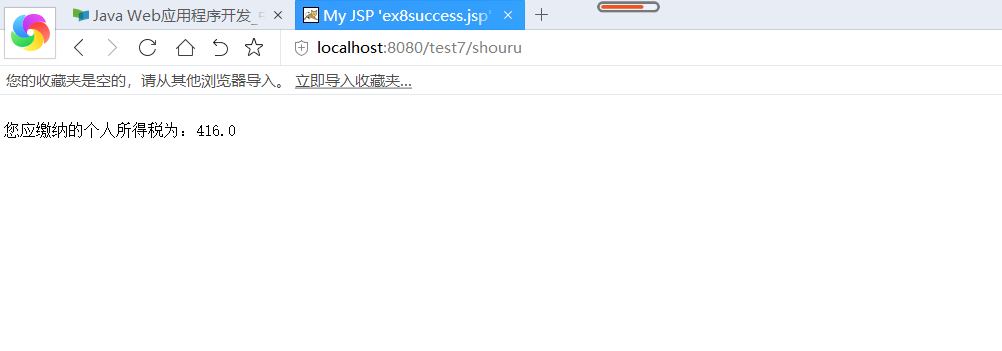 Java Web应用程序开发_
My JSP 'ex8success.jsp'
localhost:8080/test7/shouru
您的收藏夹是空的，请从其他浏览器导入。 立即导入收藏夹...
您应缴纳的个人所得税为：416.0